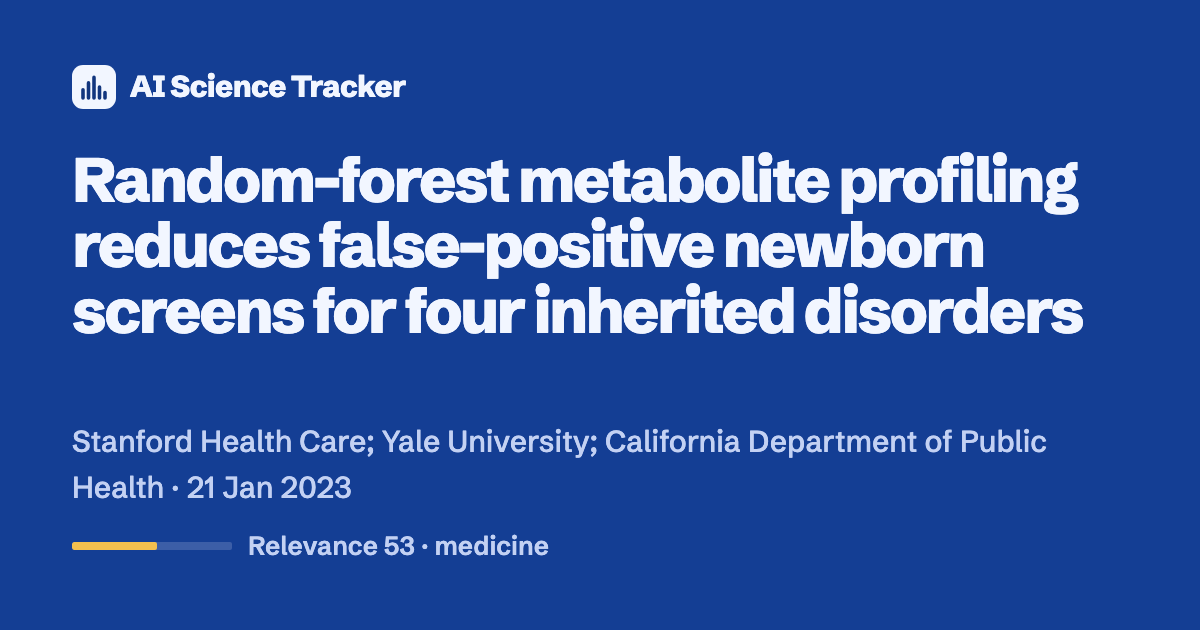 AI Science Tracker
Random-forest metabolite profiling
reduces false-positive newborn
screens for four inherited disorders
Stanford Health Care; Yale University; California Department of Public
Health · 21 Jan 2023
Relevance 53 · medicine